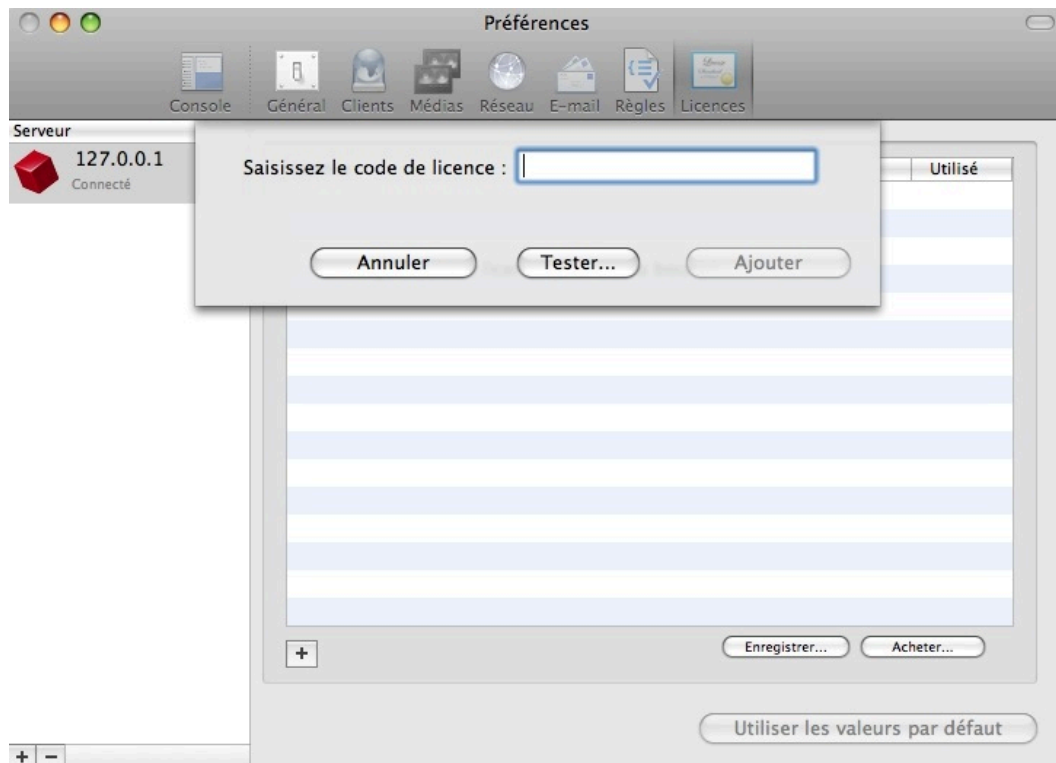 Préférences
Console Général Clients Médias Réseau E-mail Règles Licences
Serveur
127.0.0.1
Connecté
Saisissez le code de licence :
Utilisé
Annuler Tester... Ajouter
+ Enregistrer... Acheter...
Utiliser les valeurs par défaut
+ −